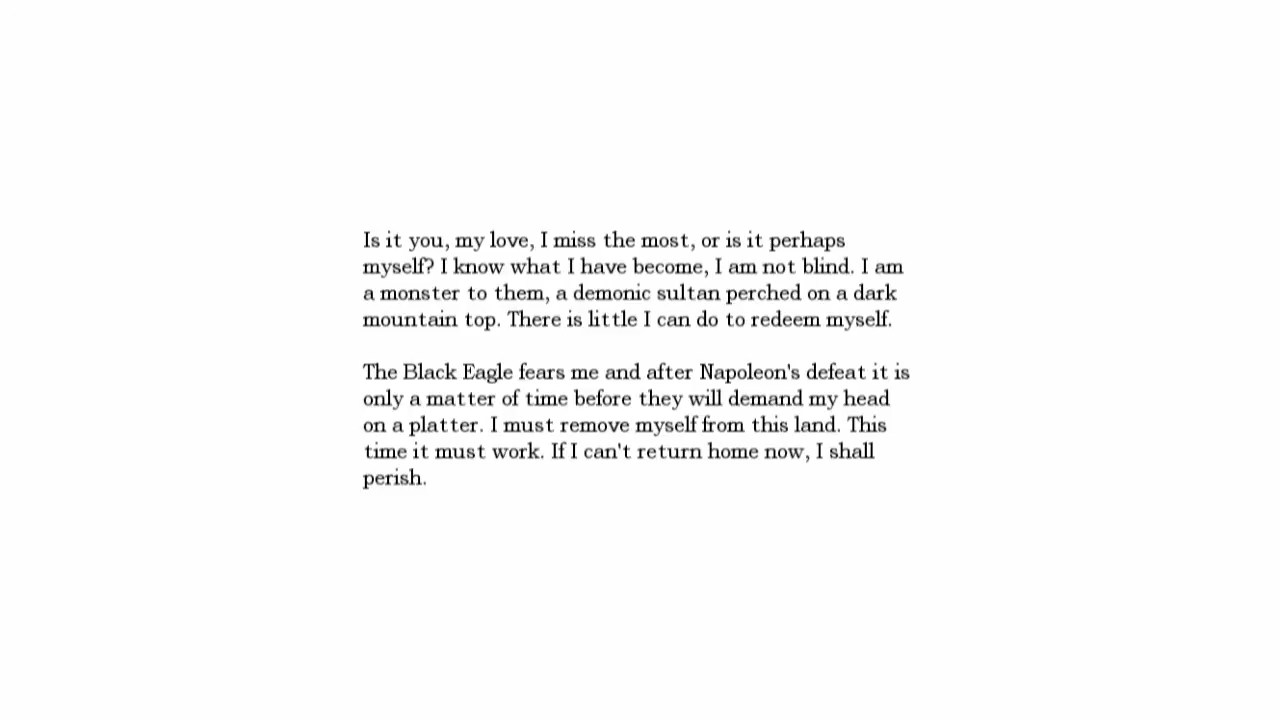 Is it you, my love, I miss the most, or is it perhaps
myself? I know what I have become, I am not blind. I am
a monster to them, a demonic sultan perched on a dark
mountain top. There is little I can do to redeem myself.
The Black Eagle fears me and after Napoleon's defeat it is
only a matter of time before they will demand my head
on a platter. I must remove myself from this land. This
time it must work. If I can't return home now, I shall
perish.